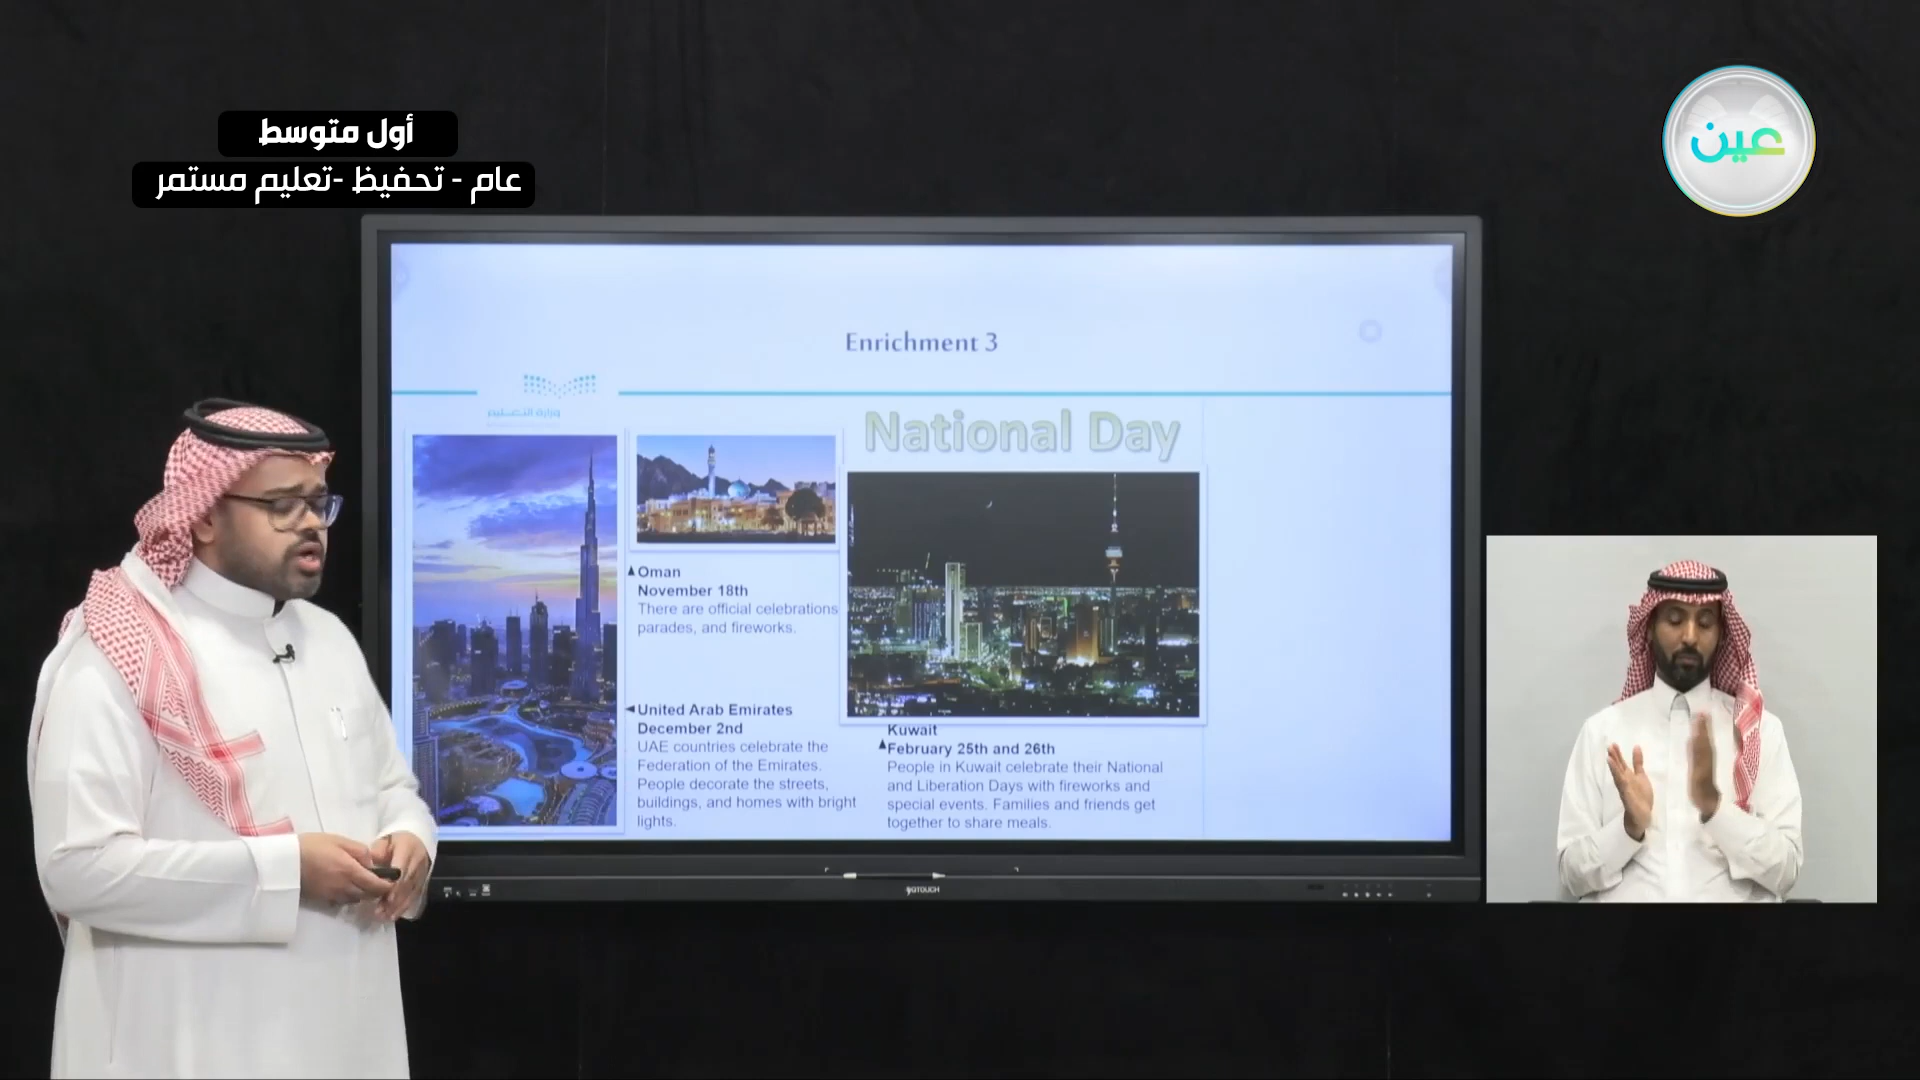 أول متوسط
عام - تحفيظ -تعليم مستمر
عين
Enrichment 3
وزارة التعليم
National Day
Oman
November 18th
There are official celebrations
parades, and fireworks.
United Arab Emirates
December 2nd
UAE countries celebrate the
Federation of the Emirates.
People decorate the streets,
buildings, and homes with bright
lights.
Kuwait
February 25th and 26th
People in Kuwait celebrate their National
and Liberation Days with fireworks and
special events. Families and friends get
together to share meals.